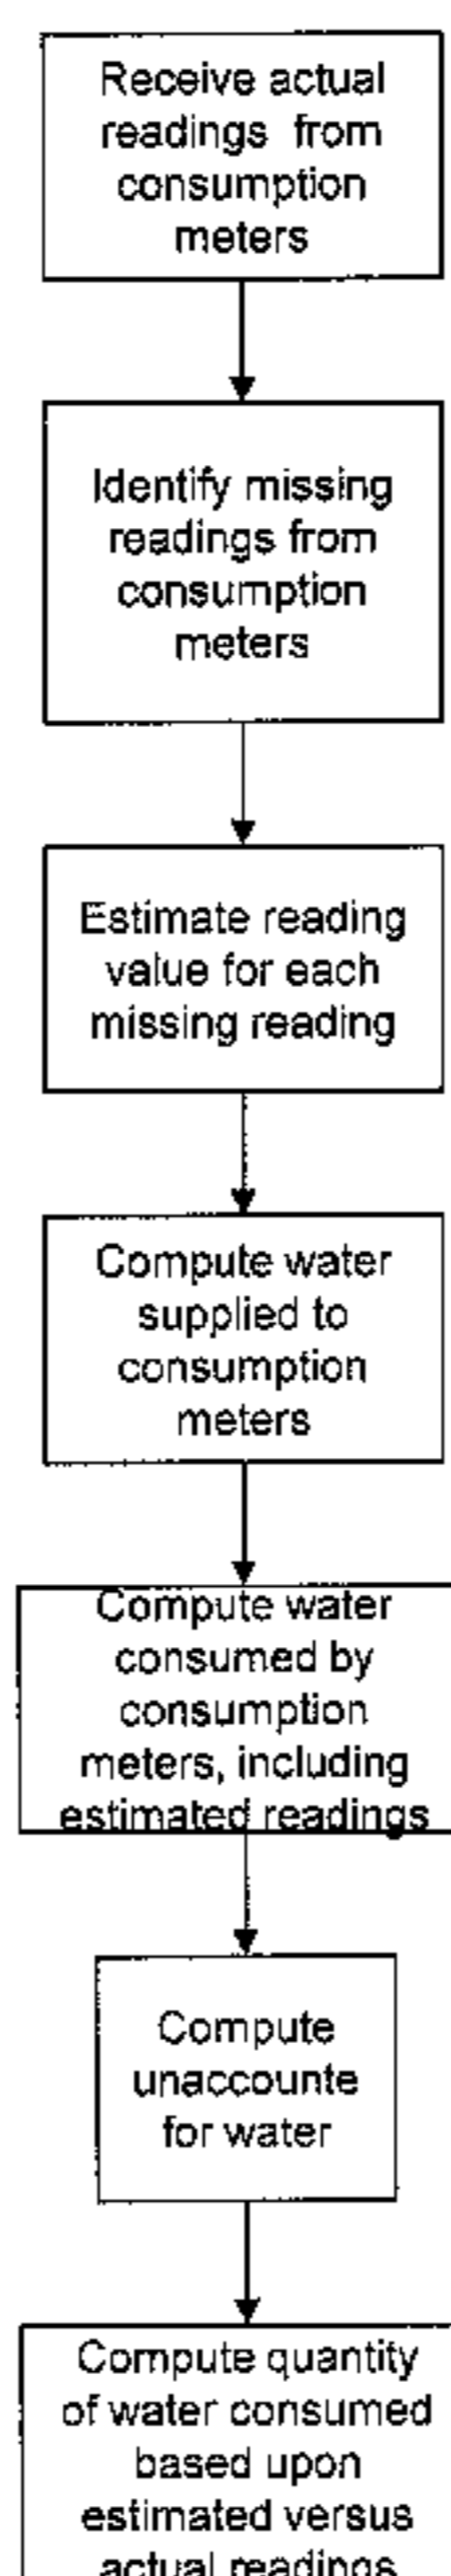 Receive actual
readings from
consumption
meters
Identify missing
readings from
consumption
meters
Estimate reading
value for each
missing reading
Compute water
supplied to
consumption
meters
Compute water
consumed by
consumption
meters, including
estimated readings
Compute
unaccounte
for water
Compute quantity
of water consumed
based upon
estimated versus
actual readings